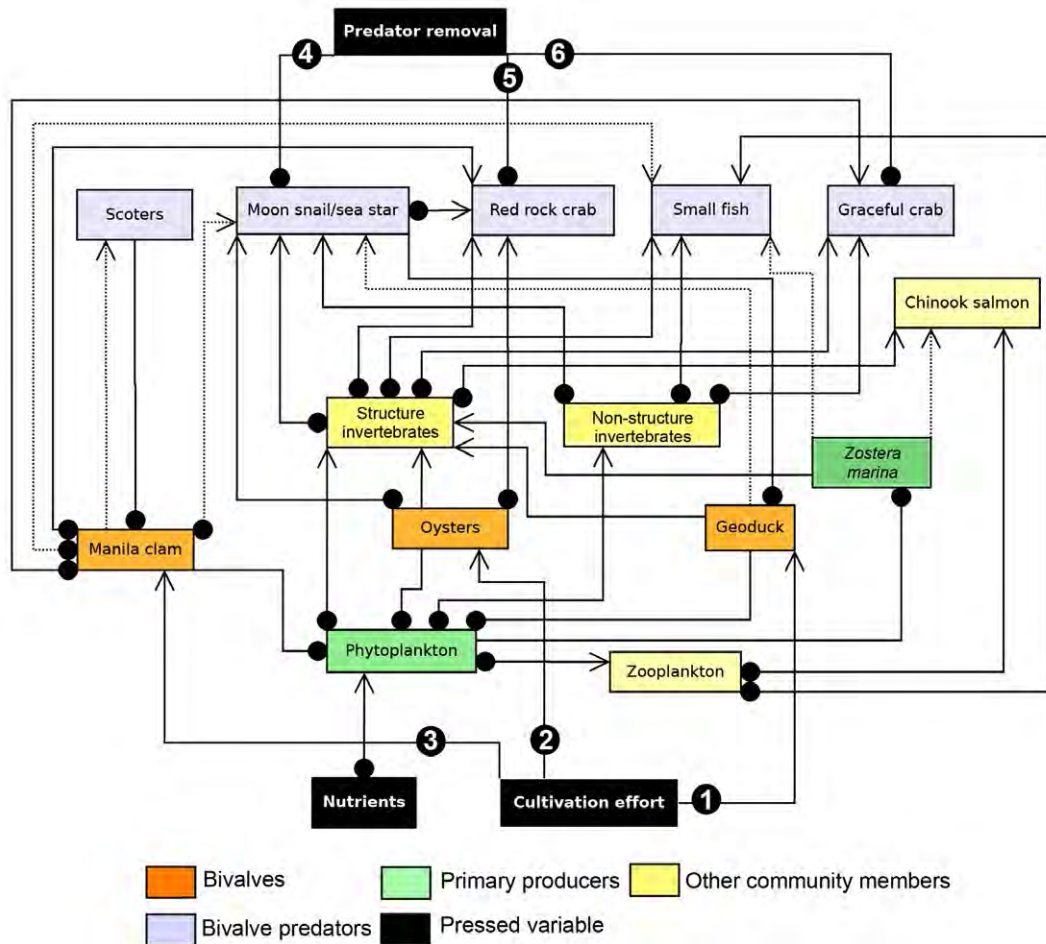 Predator removal
4
6
5
Scoters
Moon snail/sea star
Red rock crab
Small fish
Graceful crab
Chinook salmon
Structure
invertebrates
Non-structure
invertebrates
Zostera
marina
Oysters
Geoduck
Manila clam
Phytoplankton
Zooplankton
3
2
1
Nutrients
Cultivation effort
Bivalves
Primary producers
Other community members
Bivalve predators
Pressed variable